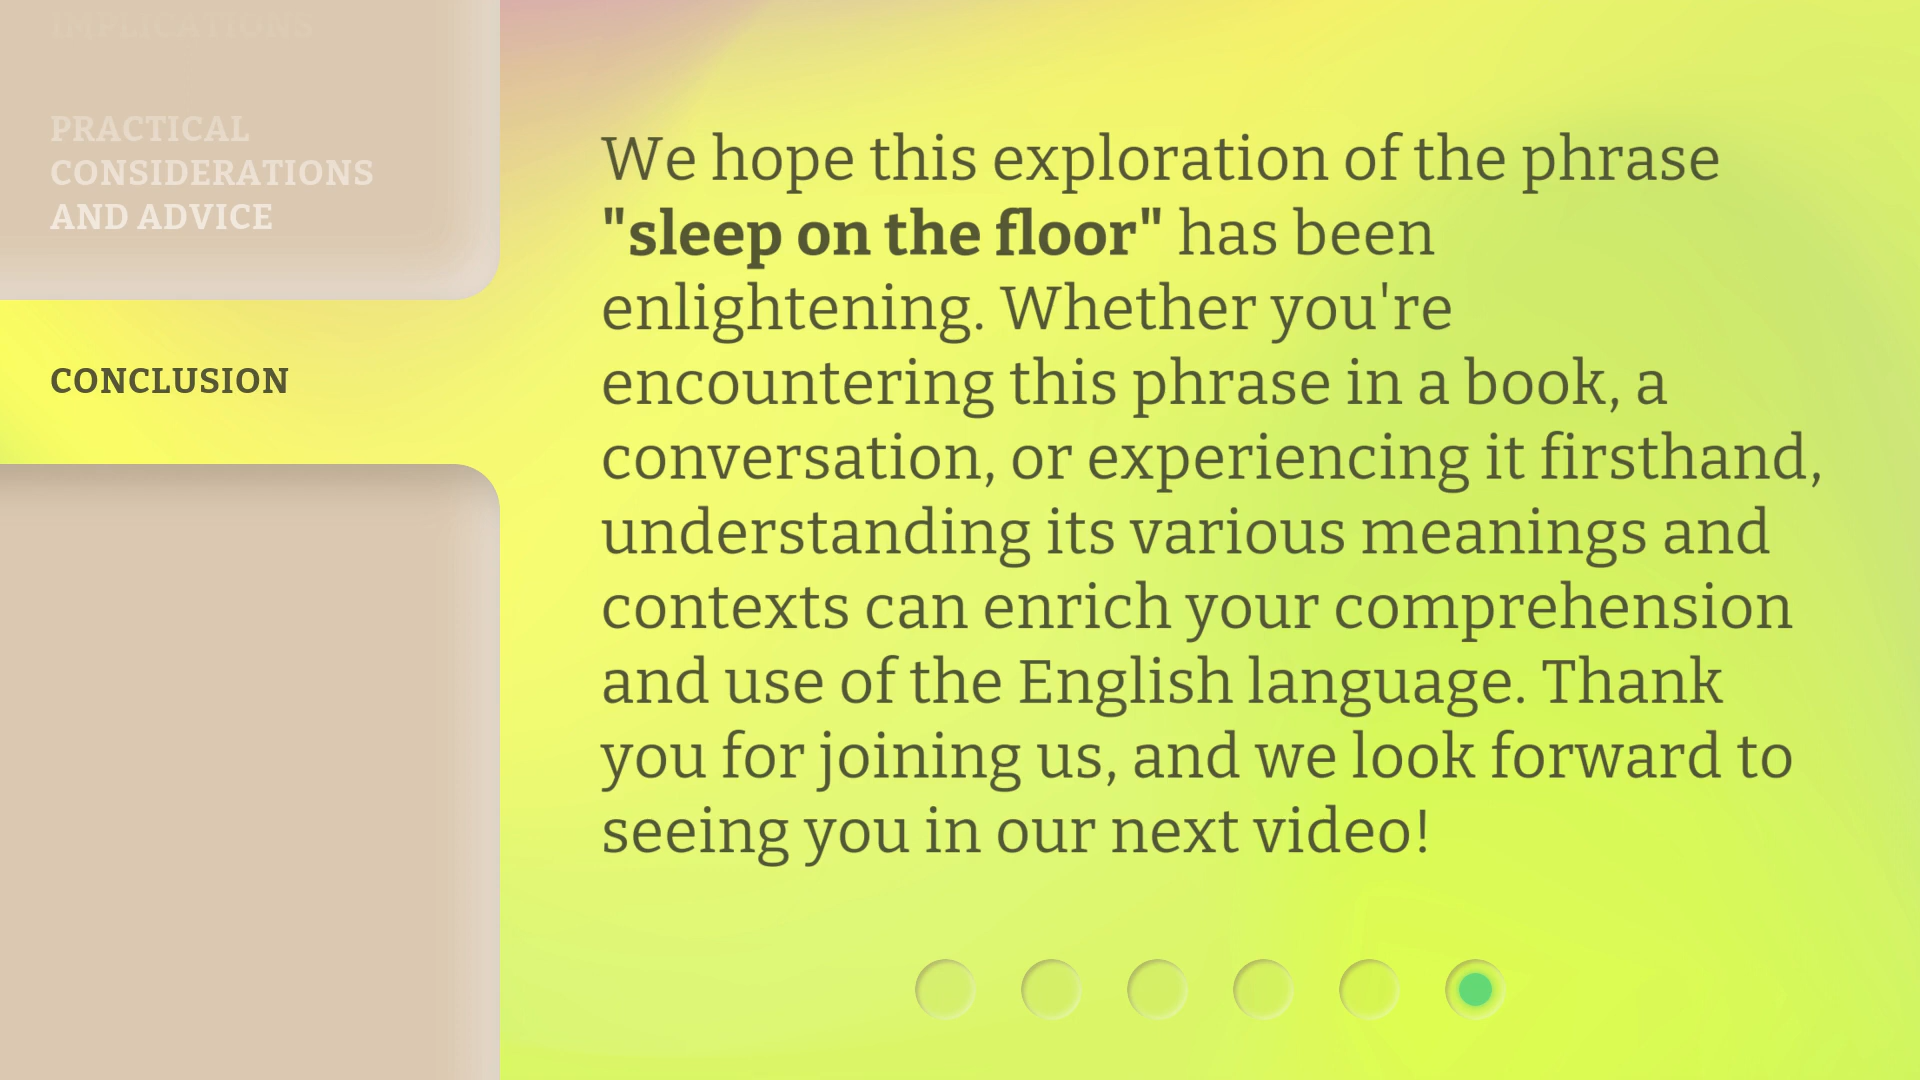 IMPLICATIONS
PRACTICAL
CONSIDERATIONS
AND ADVICE
CONCLUSION
We hope this exploration of the phrase
"sleep on the floor" has been
enlightening. Whether you're
encountering this phrase in a book, a
conversation, or experiencing it firsthand,
understanding its various meanings and
contexts can enrich your comprehension
and use of the English language. Thank
you for joining us, and we look forward to
seeing you in our next video!